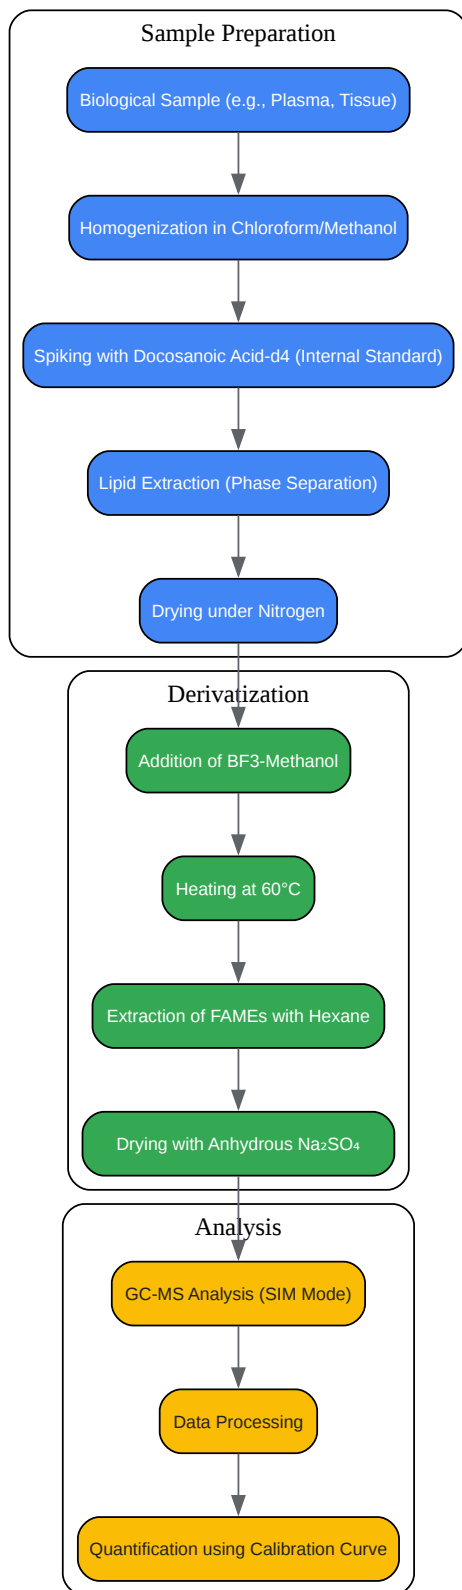 Sample Preparation
Biological Sample (e.g., Plasma, Tissue)
Homogenization in Chloroform/Methanol
Spiking with Docosanoic Acid-d4 (Internal Standard)
Lipid Extraction (Phase Separation)
Drying under Nitrogen
Derivatization
Addition of BF3-Methanol
Heating at 60°C
Extraction of FAMEs with Hexane
Drying with Anhydrous Na₂SO₄
Analysis
GC-MS Analysis (SIM Mode)
Data Processing
Quantification using Calibration Curve